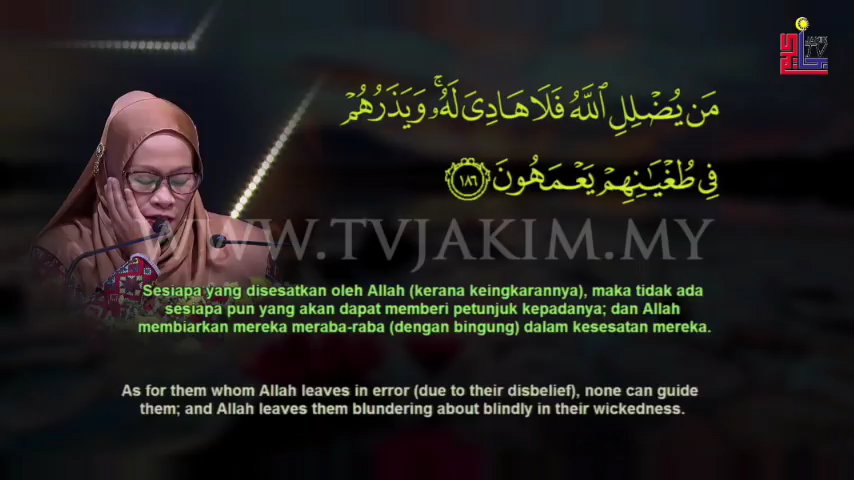 JAKIM
TV
مَن يُضْلِلِ ٱللَّهُ فَلَا هَادِىَ لَهُۥ ۚ وَيَذَرُهُمْ
فِى طُغْيَـٰنِهِمْ يَعْمَهُونَ ١٨٦
WWW.TVJAKIM.MY
Sesiapa yang disesatkan oleh Allah (kerana keingkarannya), maka tidak ada
sesiapa pun yang akan dapat memberi petunjuk kepadanya; dan Allah
membiarkan mereka meraba-raba (dengan bingung) dalam kesesatan mereka.
As for them whom Allah leaves in error (due to their disbelief), none can guide
them; and Allah leaves them blundering about blindly in their wickedness.